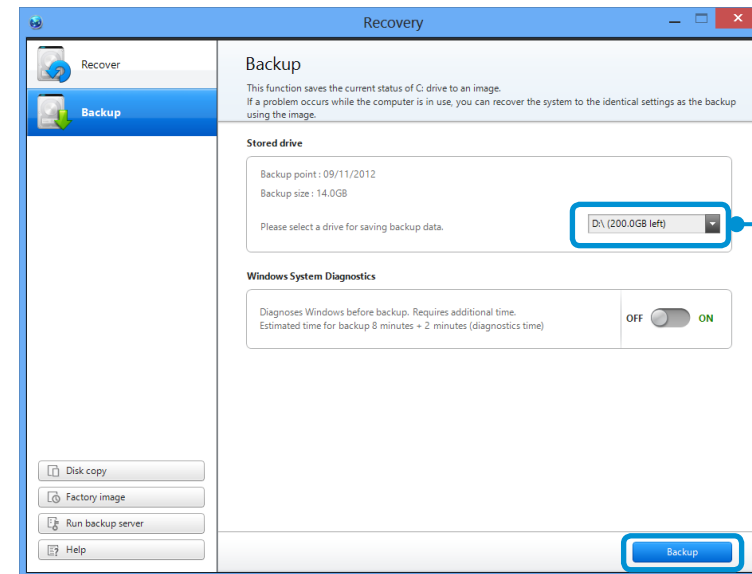 Recovery
Recover
Backup
Backup
This function saves the current status of C: drive to an image.
If a problem occurs while the computer is in use, you can recover the system to the identical settings as the backup
using the image.
Stored drive
Backup point : 09/11/2012
Backup size : 14.0GB
Please select a drive for saving backup data.
D:\ (200.0GB left)
Windows System Diagnostics
Diagnoses Windows before backup. Requires additional time.
Estimated time for backup 8 minutes + 2 minutes (diagnostics time)
OFF ON
Disk copy
Factory image
Run backup server
Help
Backup